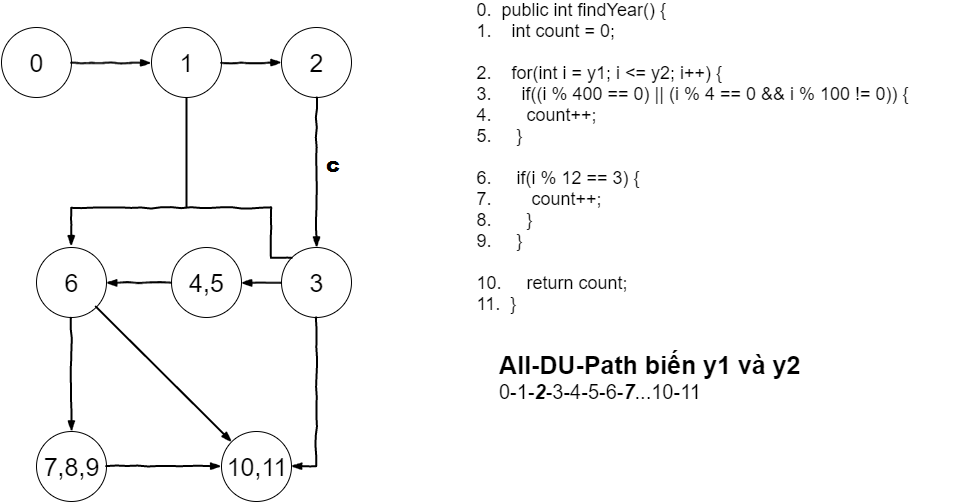 0
1
2
c
6
4,5
3
7,8,9
10,11
0. public int findYear() {
1. int count = 0;
2. for(int i = y1; i <= y2; i++) {
3. if((i % 400 == 0) || (i % 4 == 0 && i % 100 != 0)) {
4. count++;
5. }
6. if(i % 12 == 3) {
7. count++;
8. }
9. }
10. return count;
11. }
All-DU-Path biến y1 và y2
0-1-2-3-4-5-6-7...10-11